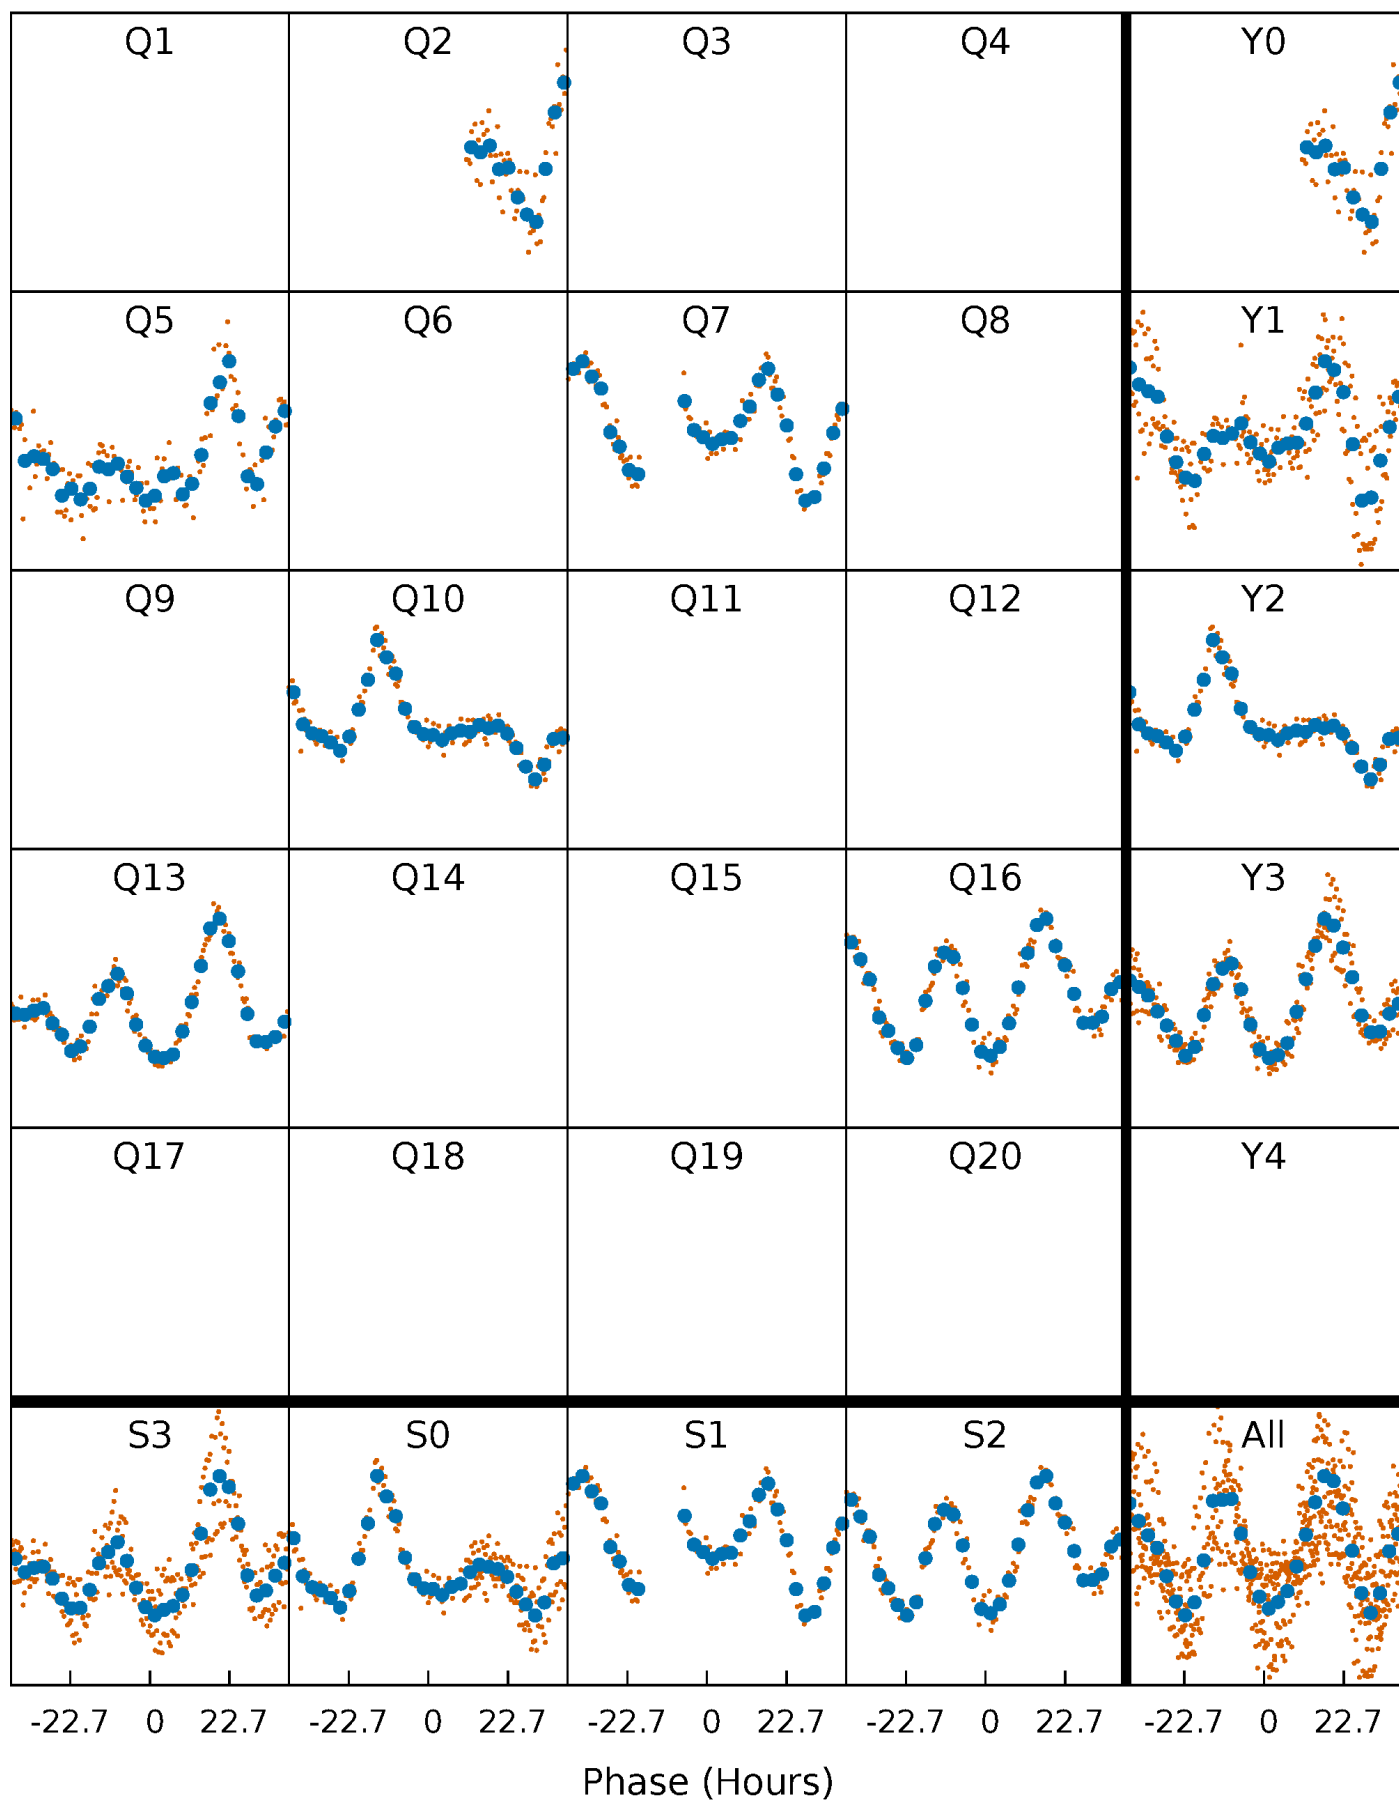 Q1 Q2 Q3 Q4 Y0
Q5 Q6 Q7 Q8 Y1
Q9 Q10 Q11 Q12 Y2
Q13 Q14 Q15 Q16 Y3
Q17 Q18 Q19 Q20 Y4
S3 S0 S1 S2 All
-22.7 0 22.7 -22.7 0 22.7 -22.7 0 22.7 -22.7 0 22.7 -22.7 0 22.7
Phase (Hours)